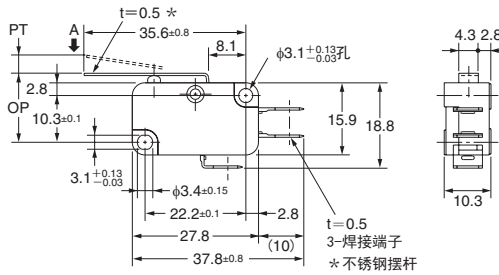 PT
A
t=0.5 *
35.6±0.8
8.1
φ3.1 +0.13 -0.03 孔
4.3
2.8
2.8
OP
10.3±0.1
15.9
18.8
3.1 +0.13 -0.03
φ3.4±0.15
22.2±0.1
2.8
t=0.5
3-焊接端子
*不锈钢摆杆
10.3
27.8
(10)
37.8±0.8